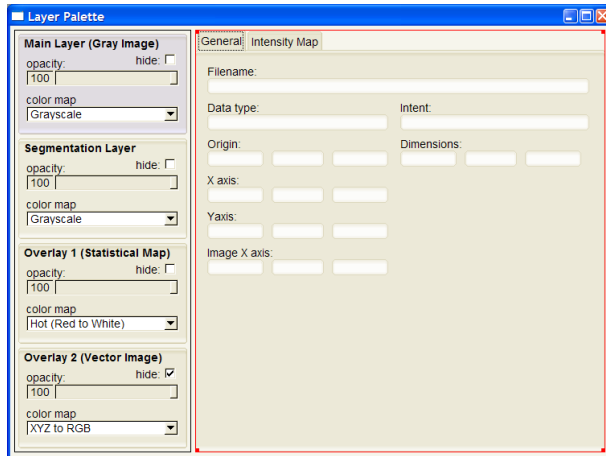 Layer Palette
Main Layer (Gray Image)
opacity: hide:
100
color map
Grayscale
Segmentation Layer
opacity: hide:
100
color map
Grayscale
Overlay 1 (Statistical Map)
opacity: hide:
100
color map
Hot (Red to White)
Overlay 2 (Vector Image)
opacity: hide:
100
color map
XYZ to RGB
General Intensity Map
Filename:
Data type: Intent:
Origin: Dimensions:
X axis:
Yaxis:
Image X axis: